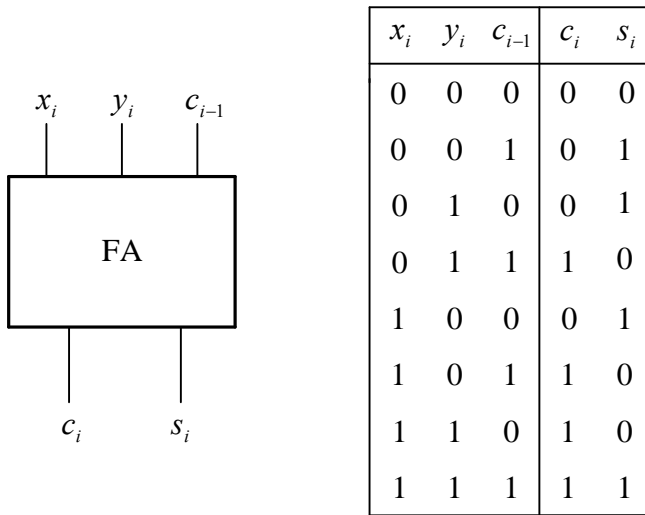 x_i y_i c_{i-1}
FA
c_i s_i
x_i y_i c_{i-1} c_i s_i
0 0 0 0 0
0 0 1 0 1
0 1 0 0 1
0 1 1 1 0
1 0 0 0 1
1 0 1 1 0
1 1 0 1 0
1 1 1 1 1